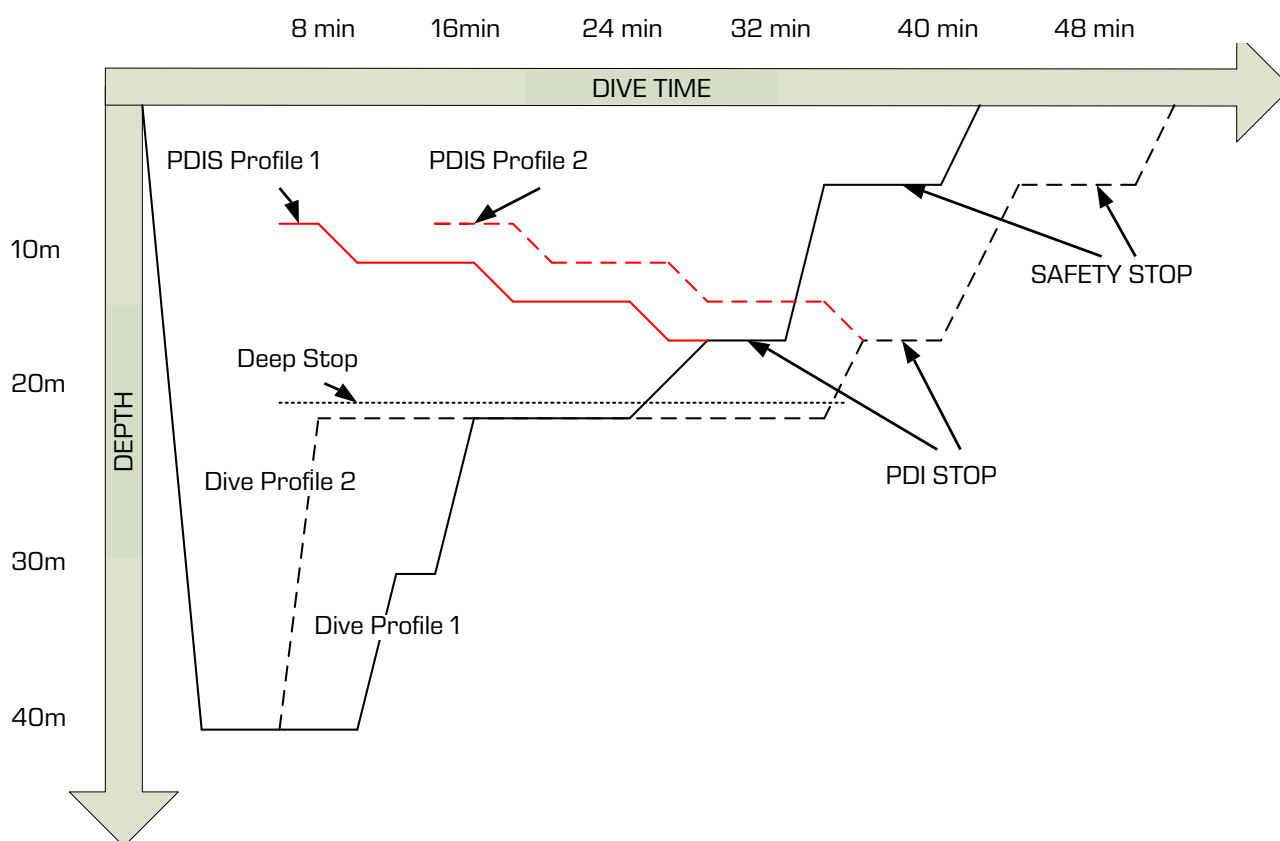 8 min
16min
24 min
32 min
40 min
48 min
DIVE TIME
PDIS Profile 1
PDIS Profile 2
10m
SAFETY STOP
Deep Stop
20m
DEPTH
PDI STOP
Dive Profile 2
30m
Dive Profile 1
40m